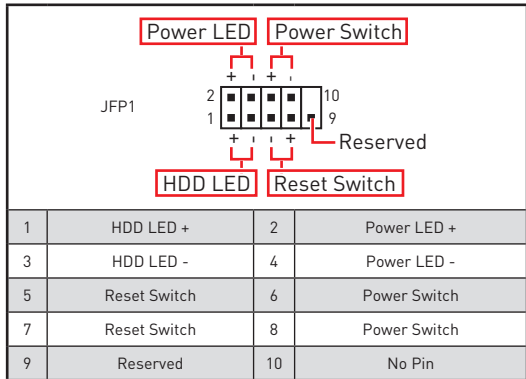 Power LED Power Switch
+ - + -
JFP1
2 10
1 9
+ - - +
Reserved
HDD LED Reset Switch
1 HDD LED + 2 Power LED +
3 HDD LED - 4 Power LED -
5 Reset Switch 6 Power Switch
7 Reset Switch 8 Power Switch
9 Reserved 10 No Pin